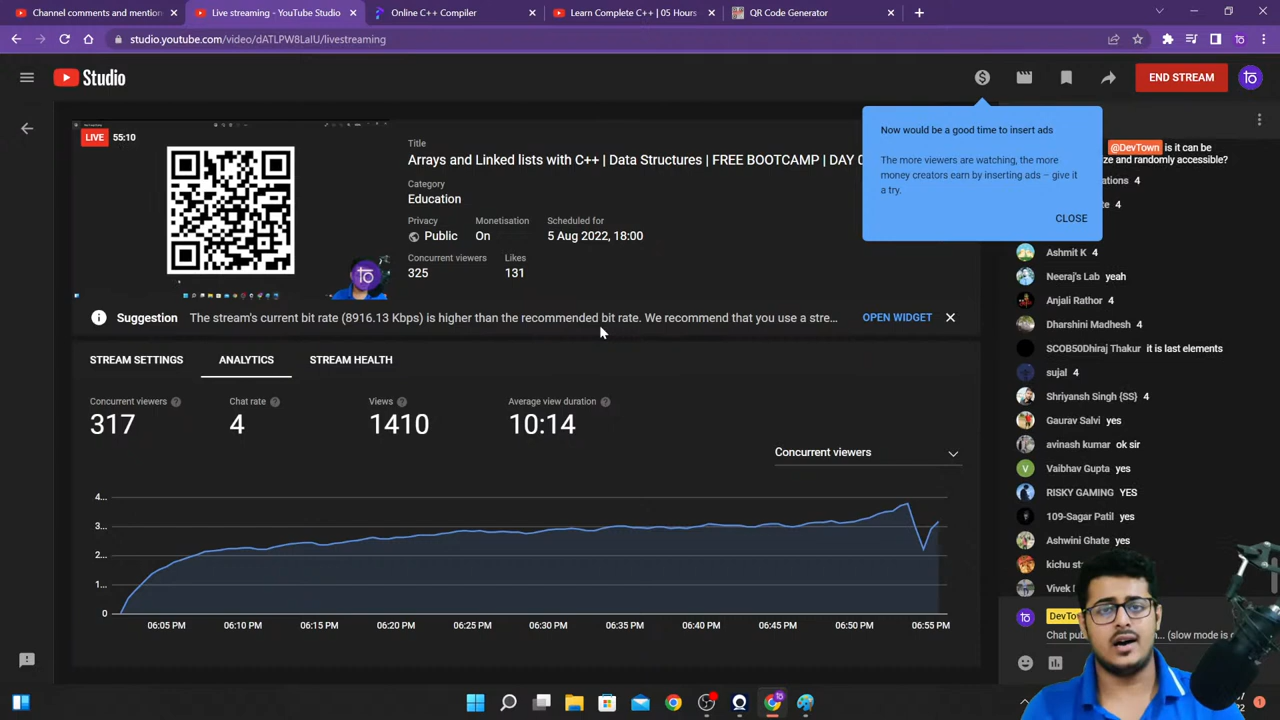 Channel comments and mentions
Live streaming - YouTube Studio
Online C++ Compiler
Learn Complete C++ | 05 Hours
QR Code Generator
studio.youtube.com/video/dATLPW8LaIU/livestreaming
Studio
END STREAM
LIVE 55:10
Title
Arrays and Linked lists with C++ | Data Structures | FREE BOOTCAMP | DAY 0
Category
Education
Privacy Monetisation Scheduled for
Public On 5 Aug 2022, 18:00
Concurrent viewers Likes
325 131
Now would be a good time to insert ads
The more viewers are watching, the more
money creators earn by inserting ads – give it
a try.
CLOSE
Suggestion The stream's current bit rate (8916.13 Kbps) is higher than the recommended bit rate. We recommend that you use a stre... OPEN WIDGET
STREAM SETTINGS ANALYTICS STREAM HEALTH
Concurrent viewers Chat rate Views Average view duration
317 4 1410 10:14
Concurrent viewers
4...
3...
2...
1...
0
06:05 PM 06:10 PM 06:15 PM 06:20 PM 06:25 PM 06:30 PM 06:35 PM 06:40 PM 06:45 PM 06:50 PM 06:55 PM
@DevTown is it can be
ze and randomly accessible?
ations 4
te 4
Ashmit K 4
Neeraj's Lab yeah
Anjali Rathor 4
Dharshini Madhesh 4
SCOB50Dhiraj Thakur it is last elements
sujal 4
Shriyansh Singh {SS} 4
Gaurav Salvi yes
avinash kumar ok sir
V
Vaibhav Gupta yes
RISKY GAMING YES
109-Sagar Patil yes
Ashwini Ghate yes
kichu st
Vivek
DevTow
Chat pu
(slow mode is o
1